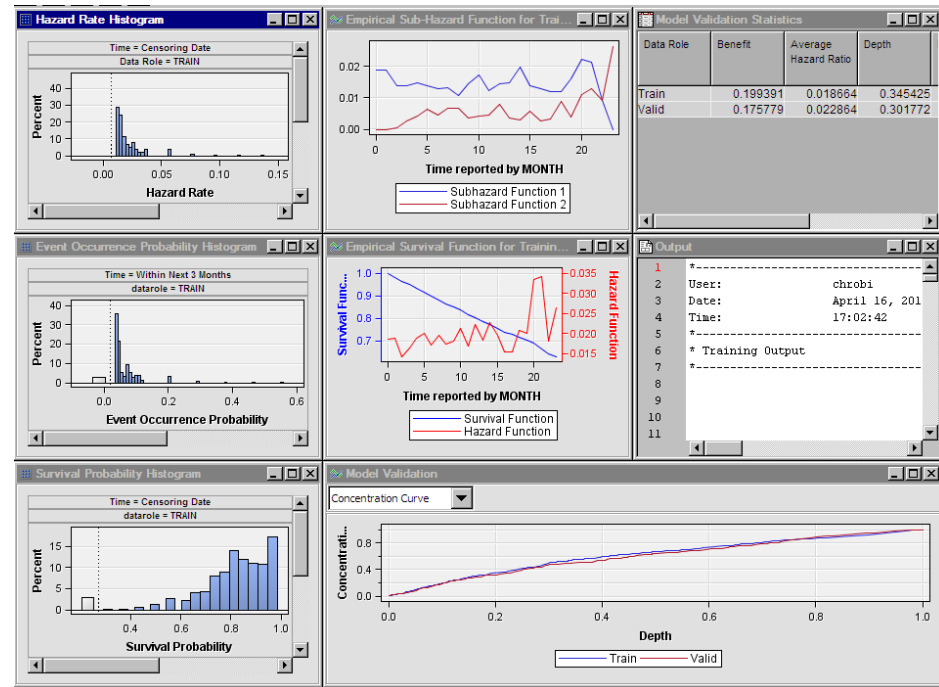 Hazard Rate Histogram
Time = Censoring Date
Data Role = TRAIN
Percent
40
30
20
10
0
0.00 0.05 0.10 0.15
Hazard Rate
Empirical Sub-Hazard Function for Trai...
0.02
0.01
0.00
0 5 10 15 20
Time reported by MONTH
Subhazard Function 1
Subhazard Function 2
Model Validation Statistics
Data Role Benefit Average Hazard Ratio Depth
Train 0.199391 0.018664 0.345425
Valid 0.175779 0.022864 0.301772
Event Occurrence Probability Histogram
Time = Within Next 3 Months
datarole = TRAIN
Percent
40
30
20
10
0
0.0 0.2 0.4 0.6
Event Occurrence Probability
Empirical Survival Function for Trainin...
Survival Func...
1.0
0.9
0.8
0.7
0.035
0.030
0.025
0.020
0.015
Hazard Function
0 5 10 15 20
Time reported by MONTH
Survival Function
Hazard Function
Output
1 *----------------------------------
2 User: chrobi
3 Date: April 16, 201
4 Time: 17:02:42
5 *----------------------------------
6 * Training Output
7 *----------------------------------
8
9
10
11
Survival Probability Histogram
Time = Censoring Date
datarole = TRAIN
Percent
15
10
5
0
0.4 0.6 0.8 1.0
Survival Probability
Model Validation
Concentration Curve
Concentrati...
0.8
0.4
0.0
0.0 0.2 0.4 0.6 0.8 1.0
Depth
Train Valid